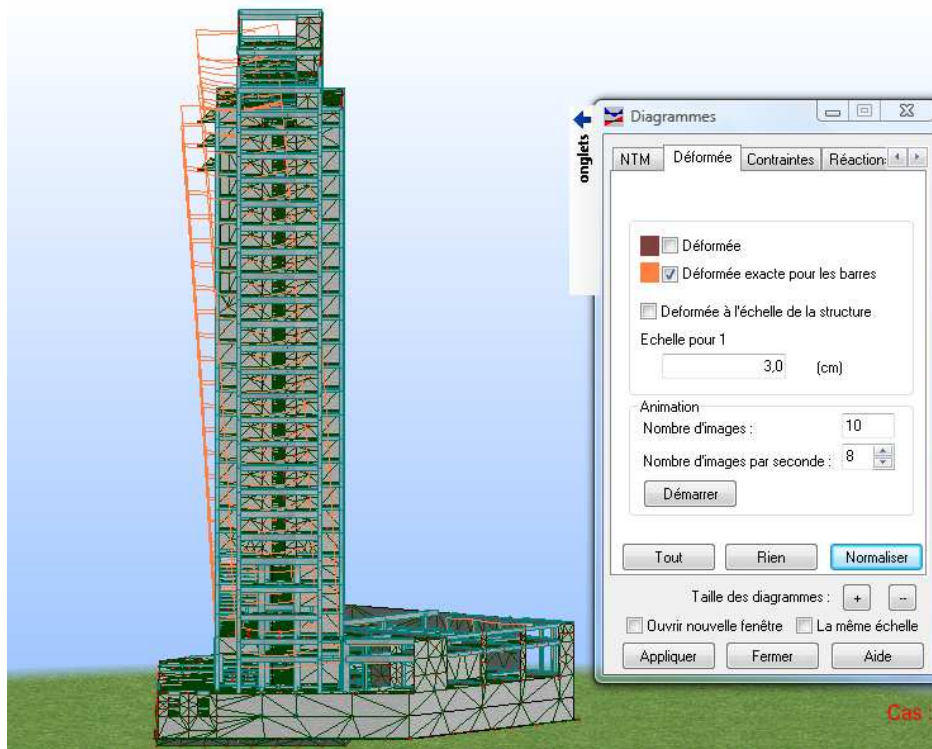 onglets
Diagrammes
NTM Déformée Contraintes Réaction
Déformée
Déformée exacte pour les barres
Deformée à l'échelle de la structure
Echelle pour 1
3,0 (cm)
Animation
Nombre d'images : 10
Nombre d'images par seconde : 8
Démarrer
Tout Rien Normaliser
Taille des diagrammes : + --
Ouvrir nouvelle fenêtre La même échelle
Appliquer Fermer Aide
Cas :